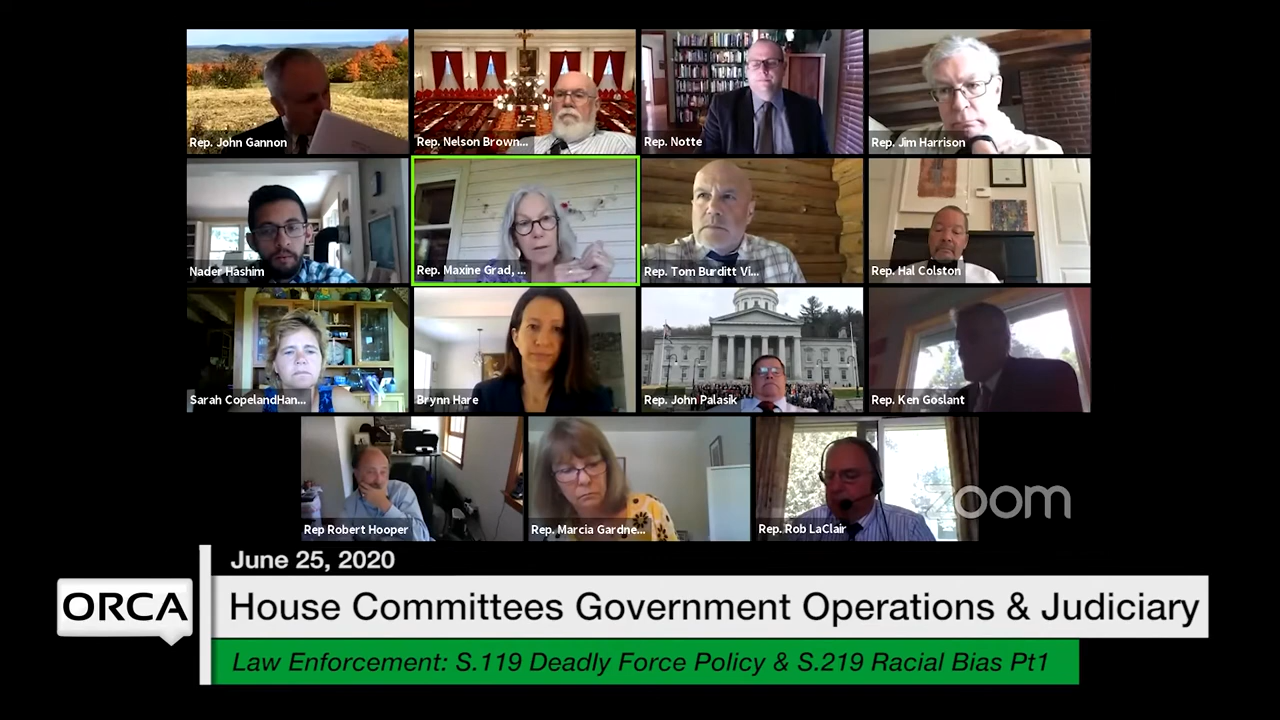 Rep. John Gannon
Rep. Nelson Brown...
Rep. Notte
Rep. Jim Harrison
Nader Hashim
Rep. Maxine Grad, ...
Rep. Tom Burditt Vi...
Rep. Hal Colston
Sarah CopelandHan...
Brynn Hare
Rep. John Palasik
Rep. Ken Goslant
Rep Robert Hooper
Rep. Marcia Gardne...
Rep. Rob LaClair
zoom
June 25, 2020
ORCA
House Committees Government Operations & Judiciary
Law Enforcement: S.119 Deadly Force Policy & S.219 Racial Bias Pt1